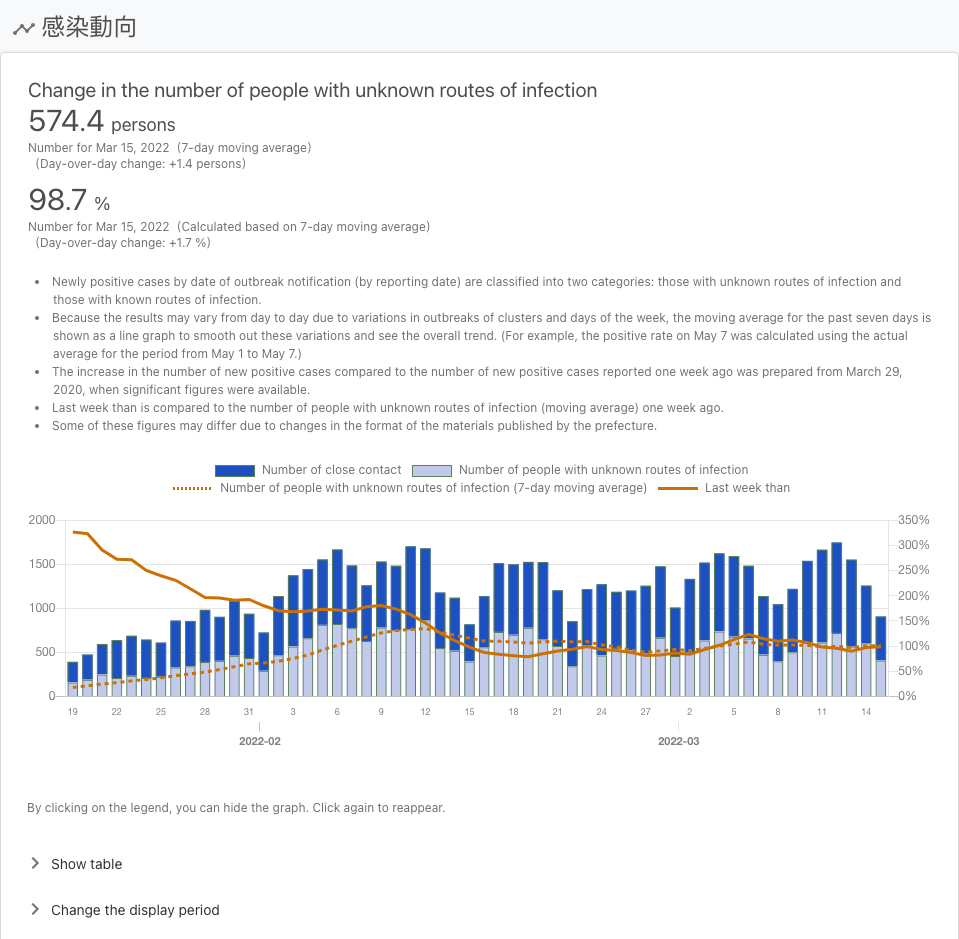 感染動向
Change in the number of people with unknown routes of infection
574.4 persons
Number for Mar 15, 2022 (7-day moving average)
(Day-over-day change: +1.4 persons)
98.7 %
Number for Mar 15, 2022 (Calculated based on 7-day moving average)
(Day-over-day change: +1.7 %)
• Newly positive cases by date of outbreak notification (by reporting date) are classified into two categories: those with unknown routes of infection and
those with known routes of infection.
• Because the results may vary from day to day due to variations in outbreaks of clusters and days of the week, the moving average for the past seven days is
shown as a line graph to smooth out these variations and see the overall trend. (For example, the positive rate on May 7 was calculated using the actual
average for the period from May 1 to May 7.)
• The increase in the number of new positive cases compared to the number of new positive cases reported one week ago was prepared from March 29,
2020, when significant figures were available.
• Last week than is compared to the number of people with unknown routes of infection (moving average) one week ago.
• Some of these figures may differ due to changes in the format of the materials published by the prefecture.
Number of close contact Number of people with unknown routes of infection
Number of people with unknown routes of infection (7-day moving average) Last week than
2000 350%
300%
1500 250%
200%
1000 150%
100%
500 50%
0 0%
19 22 25 28 31 3 6 9 12 15 18 21 24 27 2 5 8 11 14
2022-02 2022-03
By clicking on the legend, you can hide the graph. Click again to reappear.
Show table
Change the display period